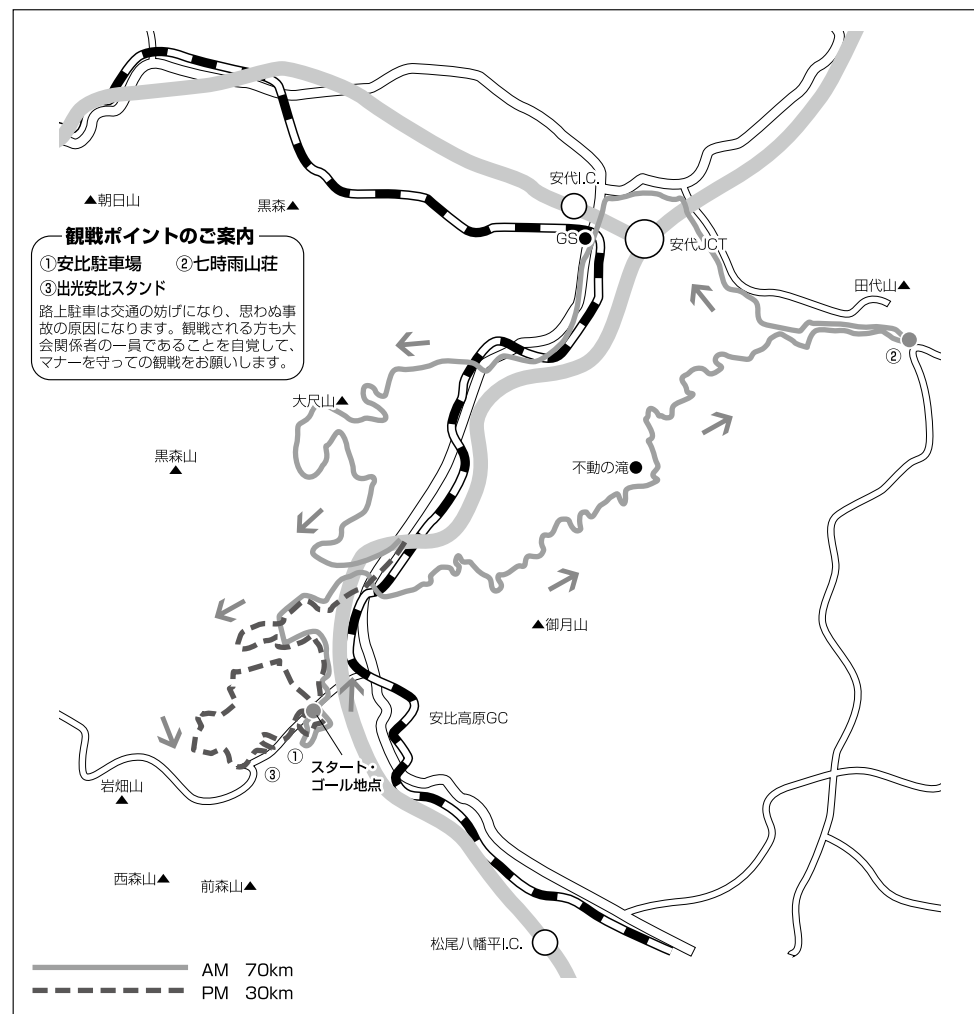 安代I.C.
▲朝日山
黒森▲
GS
安代JCT
観戦ポイントのご案内
①安比駐車場 ②七時雨山荘
③出光安比スタンド
路上駐車は交通の妨げになり、思わぬ事
故の原因になります。観戦される方も大
会関係者の一員であることを自覚して、
マナーを守っての観戦をお願いします。
田代山▲
②
大尺山▲
黒森山
▲
不動の滝
▲御月山
安比高原GC
①
③
スタート・
ゴール地点
岩畑山
▲
西森山▲
前森山▲
松尾八幡平I.C.
AM 70km
PM 30km